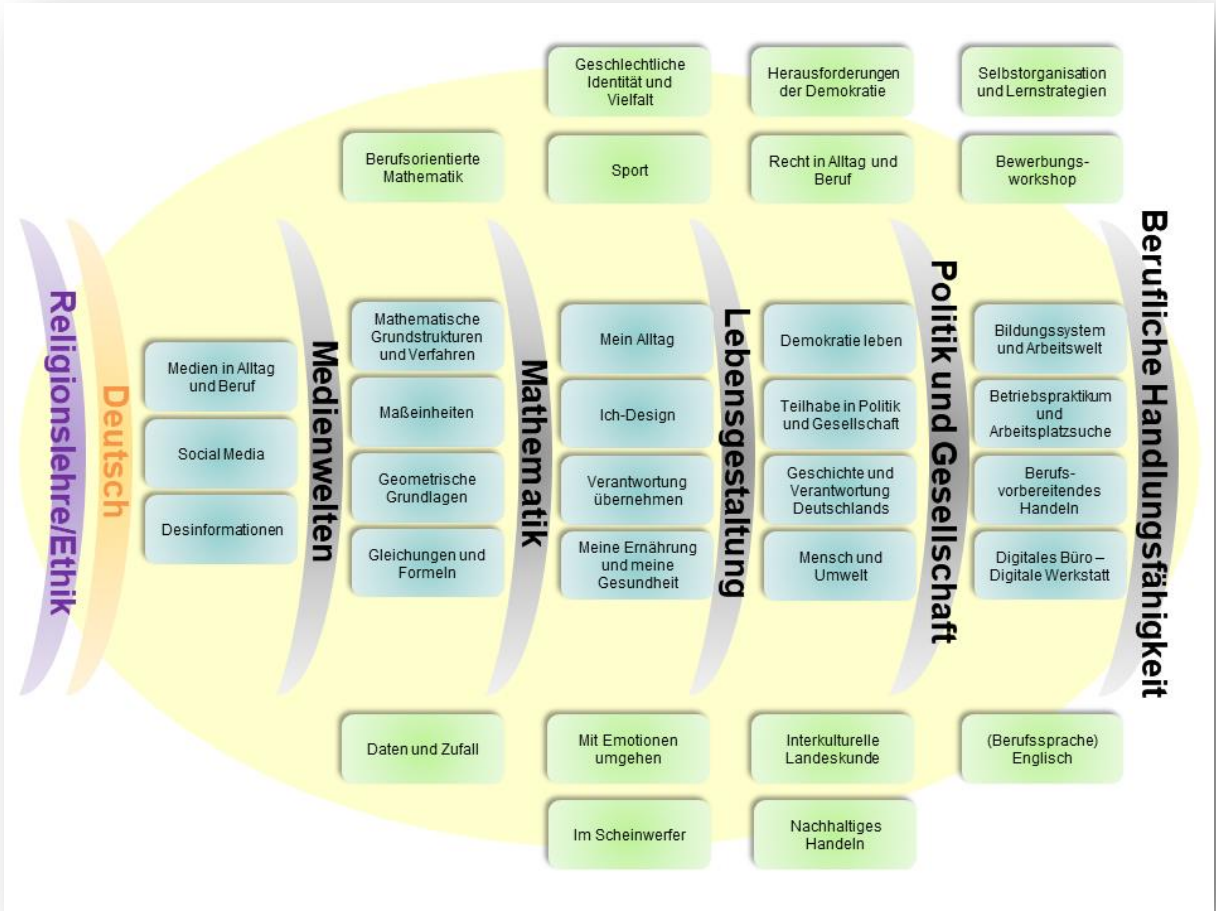 Geschlechtliche
Identität und
Vielfalt
Herausforderungen
der Demokratie
Selbstorganisation
und Lernstrategien
Berufsorientierte
Mathematik
Sport
Recht in Alltag und
Beruf
Bewerbungs-
workshop
Religionslehre/Ethik
Deutsch
Medien in Alltag
und Beruf
Social Media
Desinformationen
Medienwelten
Mathematische
Grundstrukturen
und Verfahren
Maßeinheiten
Geometrische
Grundlagen
Gleichungen und
Formeln
Mathematik
Mein Alltag
Ich-Design
Verantwortung
übernehmen
Meine Ernährung
und meine
Gesundheit
Lebensgestaltung
Demokratie leben
Teilhabe in Politik
und Gesellschaft
Geschichte und
Verantwortung
Deutschlands
Mensch und
Umwelt
Politik und Gesellschaft
Bildungssystem
und Arbeitswelt
Betriebspraktikum
und
Arbeitsplatzsuche
Berufs-
vorbereitendes
Handeln
Digitales Büro –
Digitale Werkstatt
Berufliche Handlungsfähigkeit
Daten und Zufall
Mit Emotionen
umgehen
Interkulturelle
Landeskunde
(Berufssprache)
Englisch
Im Scheinwerfer
Nachhaltiges
Handeln